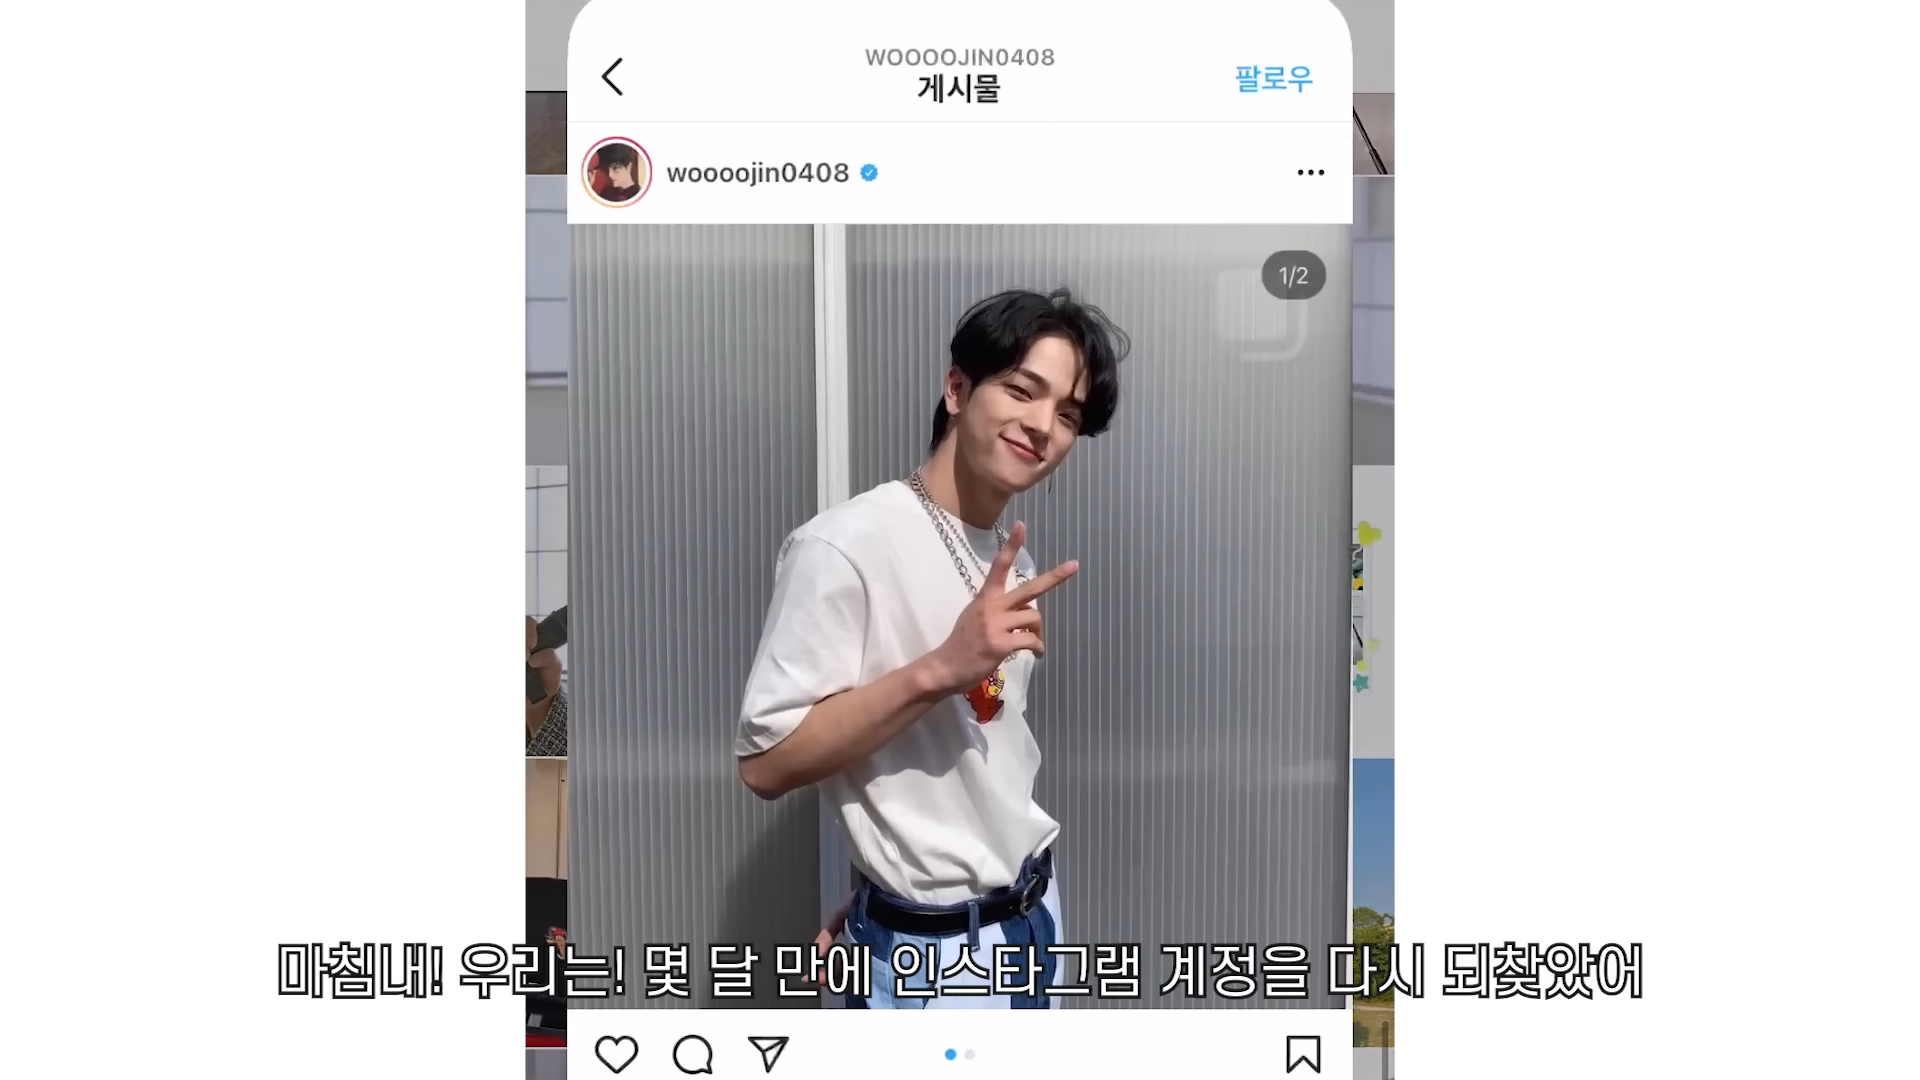 WOOOOJIN0408
게시물
팔로우
woooojin0408
1/2
마침내! 우리는! 몇 달 만에 인스타그램 계정을 다시 되찾았어